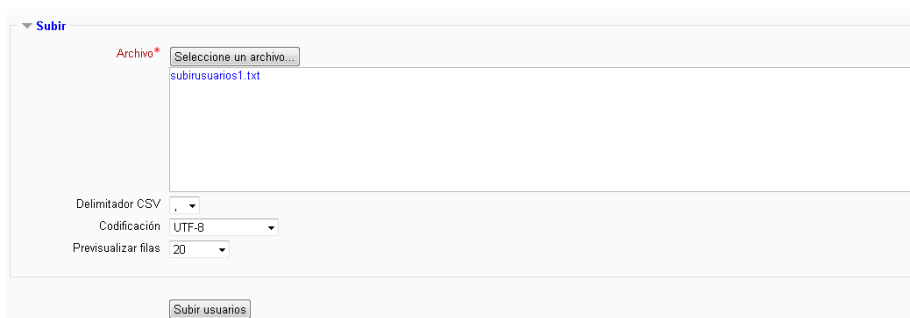 Subir
Archivo* Seleccione un archivo...
subirusuarios1.txt
Delimitador CSV ,
Codificación UTF-8
Previsualizar filas 20
Subir usuarios